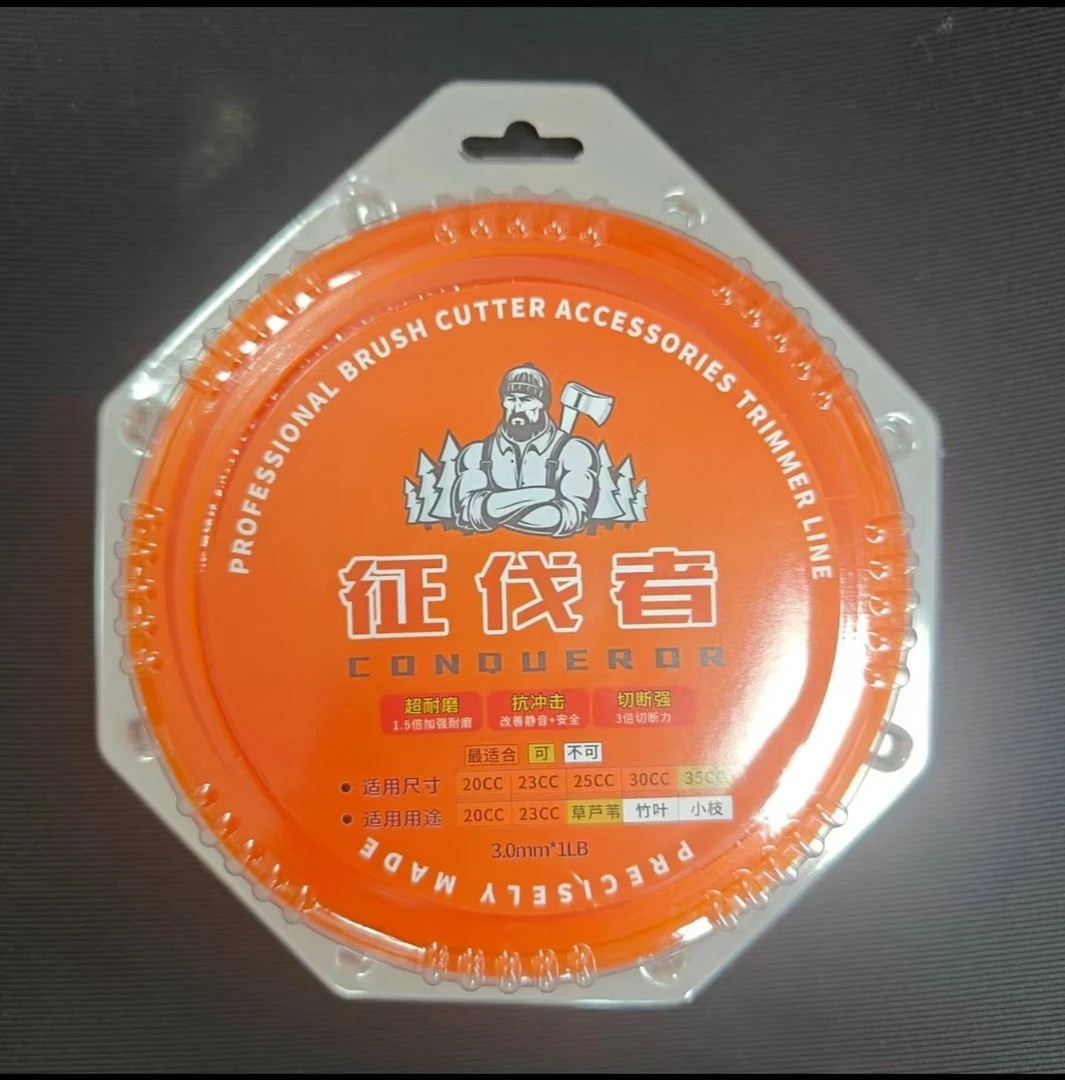 PROFESSIONAL BRUSH CUTTER ACCESSORIES TRIMMER LINE
征伐者
CONQUEROR
超耐磨 抗冲击 切断强
1.5倍加强耐磨 改善静音+安全 3倍切断力
最适合 可 不可
● 适用尺寸 20CC 23CC 25CC 30CC 35CC
● 适用用途 20CC 23CC 草芦苇 竹叶 小枝
3.0mm*1LB
PRECISELY MADE